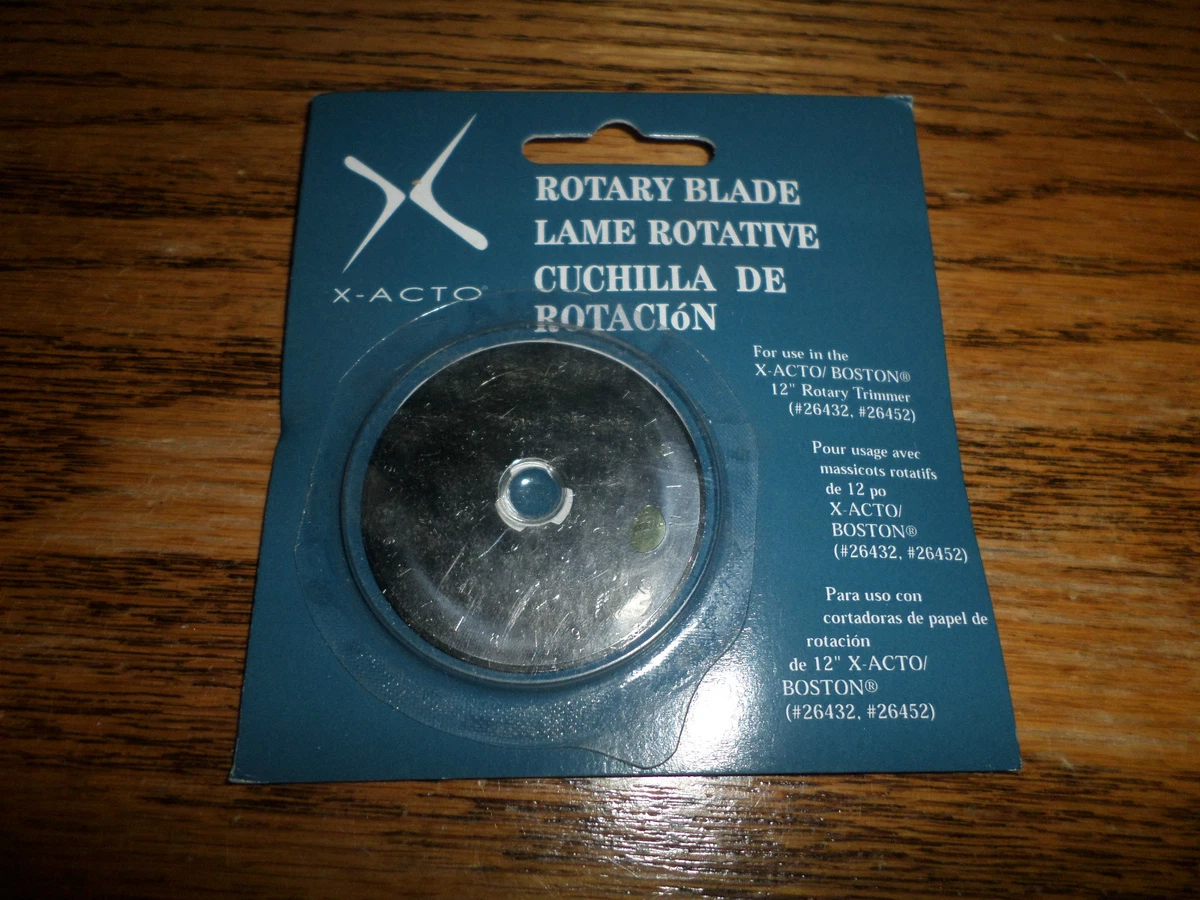 X-ACTO®
ROTARY BLADE
LAME ROTATIVE
CUCHILLA DE
ROTACIóN
For use in the
X-ACTO/ BOSTON®
12" Rotary Trimmer
(#26432, #26452)
Pour usage avec
massicots rotatifs
de 12 po
X-ACTO/
BOSTON®
(#26432, #26452)
Para uso con
cortadoras de papel de
rotación
de 12" X-ACTO/
BOSTON®
(#26432, #26452)